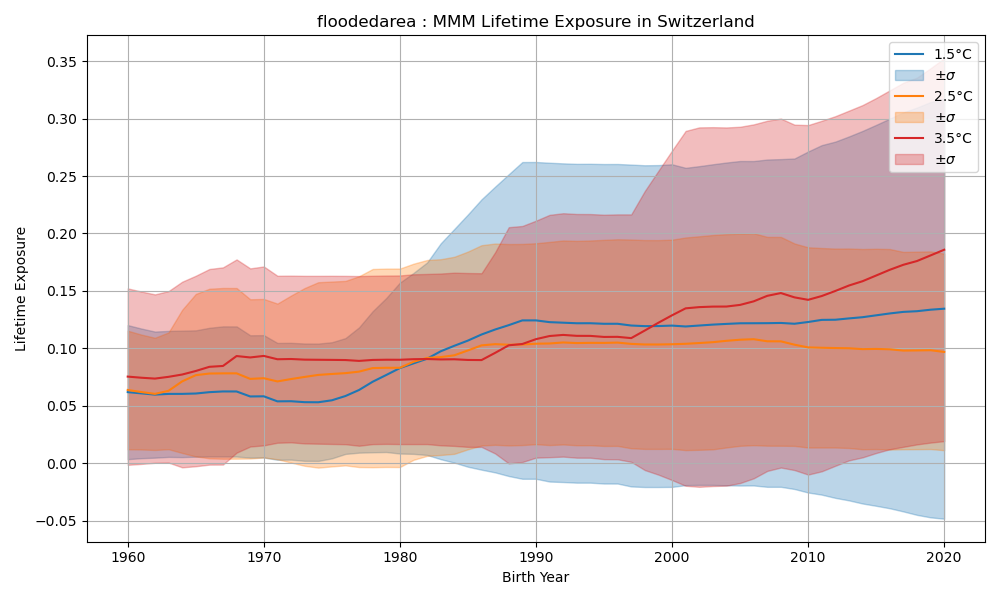 floodedarea : MMM Lifetime Exposure in Switzerland
0.35
0.30
0.25
0.20
0.15
0.10
0.05
0.00
−0.05
Lifetime Exposure
1.5°C
±σ
2.5°C
±σ
3.5°C
±σ
1960
1970
1980
1990
2000
2010
2020
Birth Year